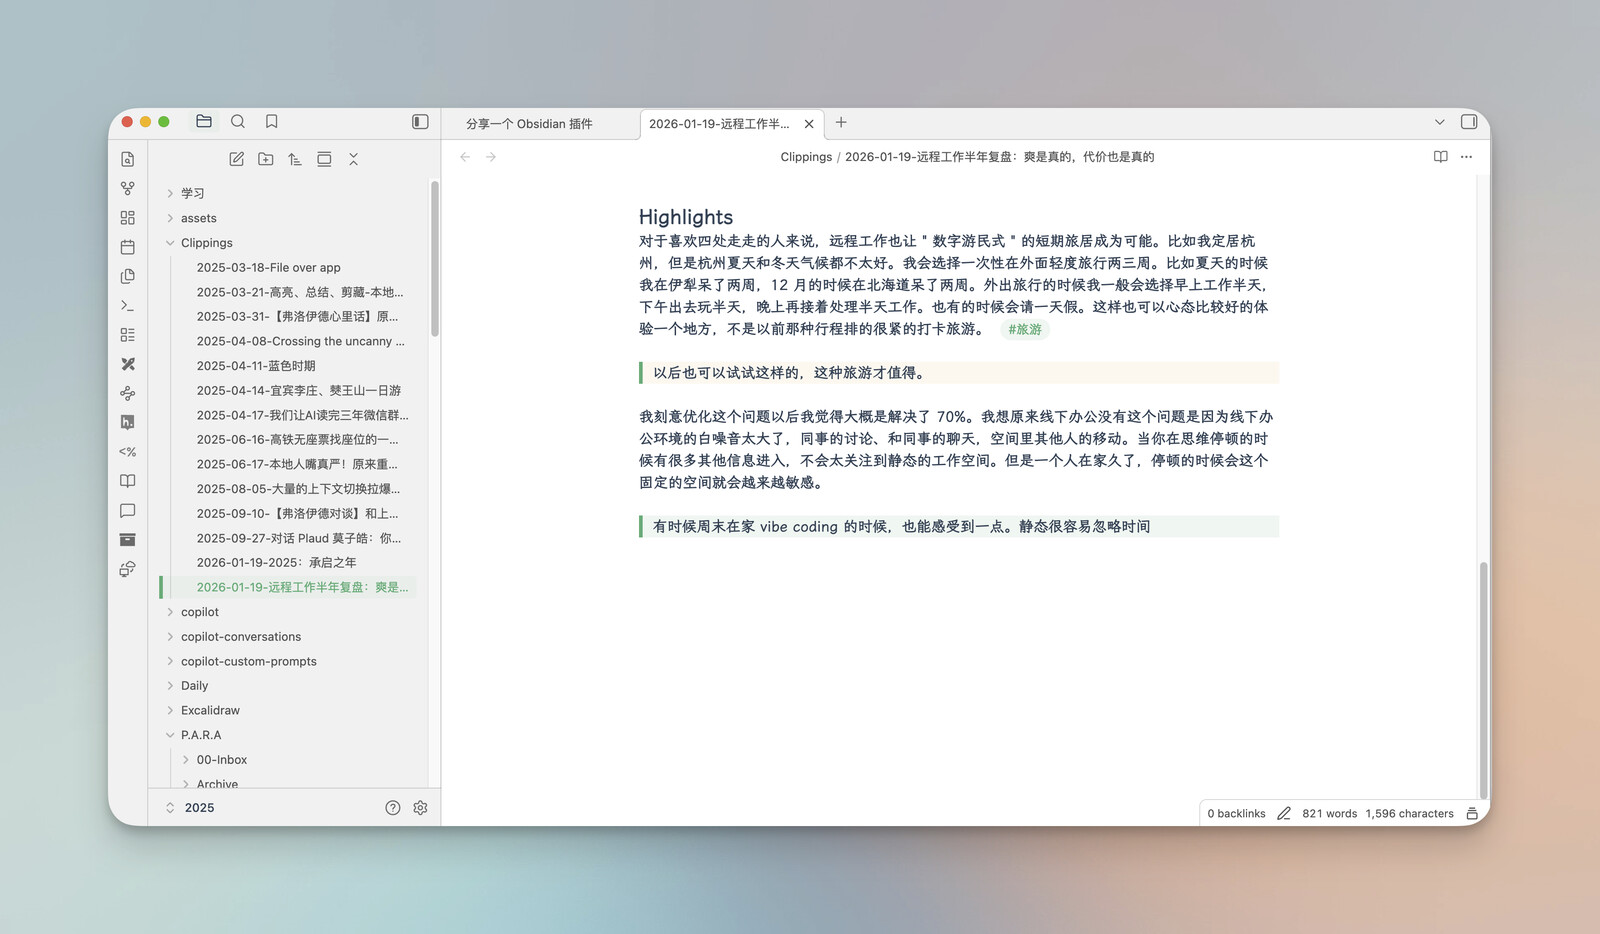 分享一个 Obsidian 插件
2026-01-19-远程工作半...
Clippings / 2026-01-19-远程工作半年复盘：爽是真的，代价也是真的
学习
assets
Clippings
2025-03-18-File over app
2025-03-21-高亮、总结、剪藏-本地...
2025-03-31-【弗洛伊德心里话】原...
2025-04-08-Crossing the uncanny ...
2025-04-11-蓝色时期
2025-04-14-宜宾李庄、僰王山一日游
2025-04-17-我们让AI读完三年微信群...
2025-06-16-高铁无座票找座位的一...
2025-06-17-本地人嘴真严！原来重...
2025-08-05-大量的上下文切换拉爆...
2025-09-10-【弗洛伊德对谈】和上...
2025-09-27-对话 Plaud 莫子皓：你...
2026-01-19-2025：承启之年
2026-01-19-远程工作半年复盘：爽是...
copilot
copilot-conversations
copilot-custom-prompts
Daily
Excalidraw
P.A.R.A
00-Inbox
Archive
2025
Highlights
对于喜欢四处走走的人来说，远程工作也让 " 数字游民式 " 的短期旅居成为可能。比如我定居杭
州，但是杭州夏天和冬天气候都不太好。我会选择一次性在外面轻度旅行两三周。比如夏天的时候
我在伊犁呆了两周，12 月的时候在北海道呆了两周。外出旅行的时候我一般会选择早上工作半天，
下午出去玩半天，晚上再接着处理半天工作。也有的时候会请一天假。这样也可以心态比较好的体
验一个地方，不是以前那种行程排的很紧的打卡旅游。 #旅游
以后也可以试试这样的，这种旅游才值得。
我刻意优化这个问题以后我觉得大概是解决了 70%。我想原来线下办公没有这个问题是因为线下办
公环境的白噪音太大了，同事的讨论、和同事的聊天，空间里其他人的移动。当你在思维停顿的时
候有很多其他信息进入，不会太关注到静态的工作空间。但是一个人在家久了，停顿的时候会这个
固定的空间就会越来越敏感。
有时候周末在家 vibe coding 的时候，也能感受到一点。静态很容易忽略时间
0 backlinks 821 words 1,596 characters